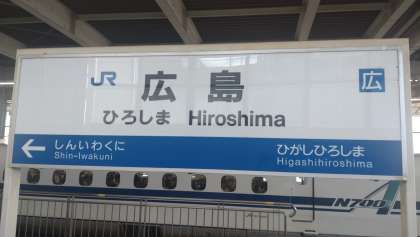 JR 広島 広
ひろしま Hiroshima
← しんいわくに ひがしひろしま
Shin-Iwakuni Higashihiroshima
N700A